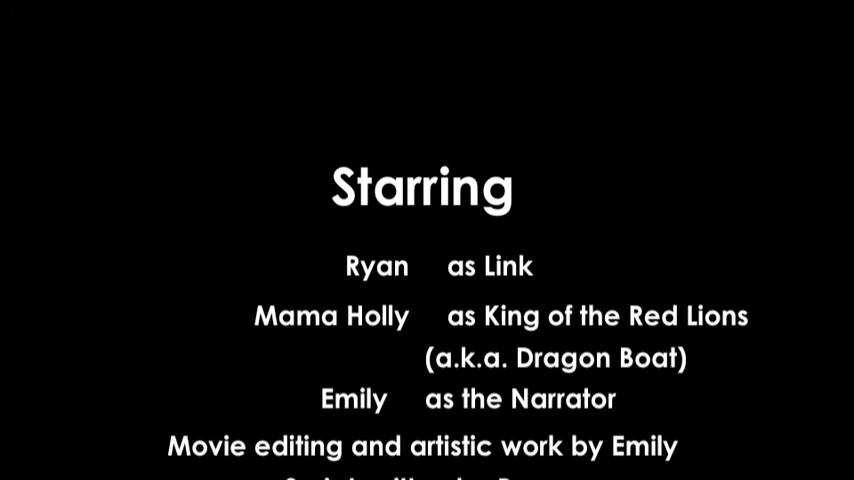 Starring
Ryan as Link
Mama Holly as King of the Red Lions
(a.k.a. Dragon Boat)
Emily as the Narrator
Movie editing and artistic work by Emily